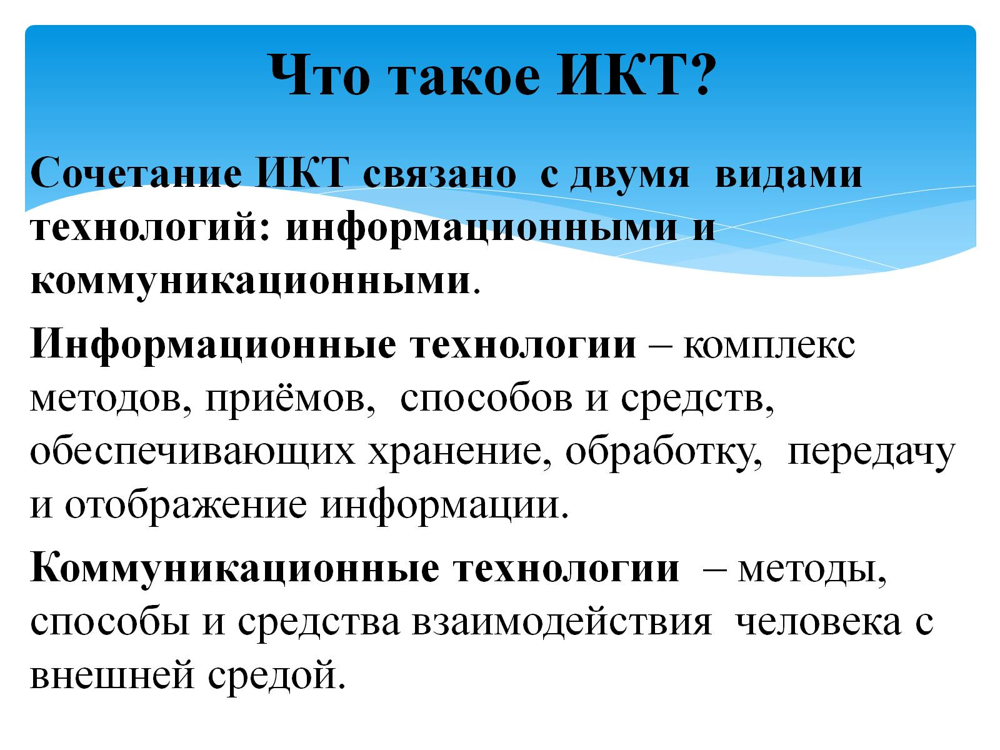 Что такое ИКТ?
Сочетание ИКТ связано с двумя видами
технологий: информационными и
коммуникационными.
Информационные технологии – комплекс
методов, приёмов, способов и средств,
обеспечивающих хранение, обработку, передачу
и отображение информации.
Коммуникационные технологии – методы,
способы и средства взаимодействия человека с
внешней средой.